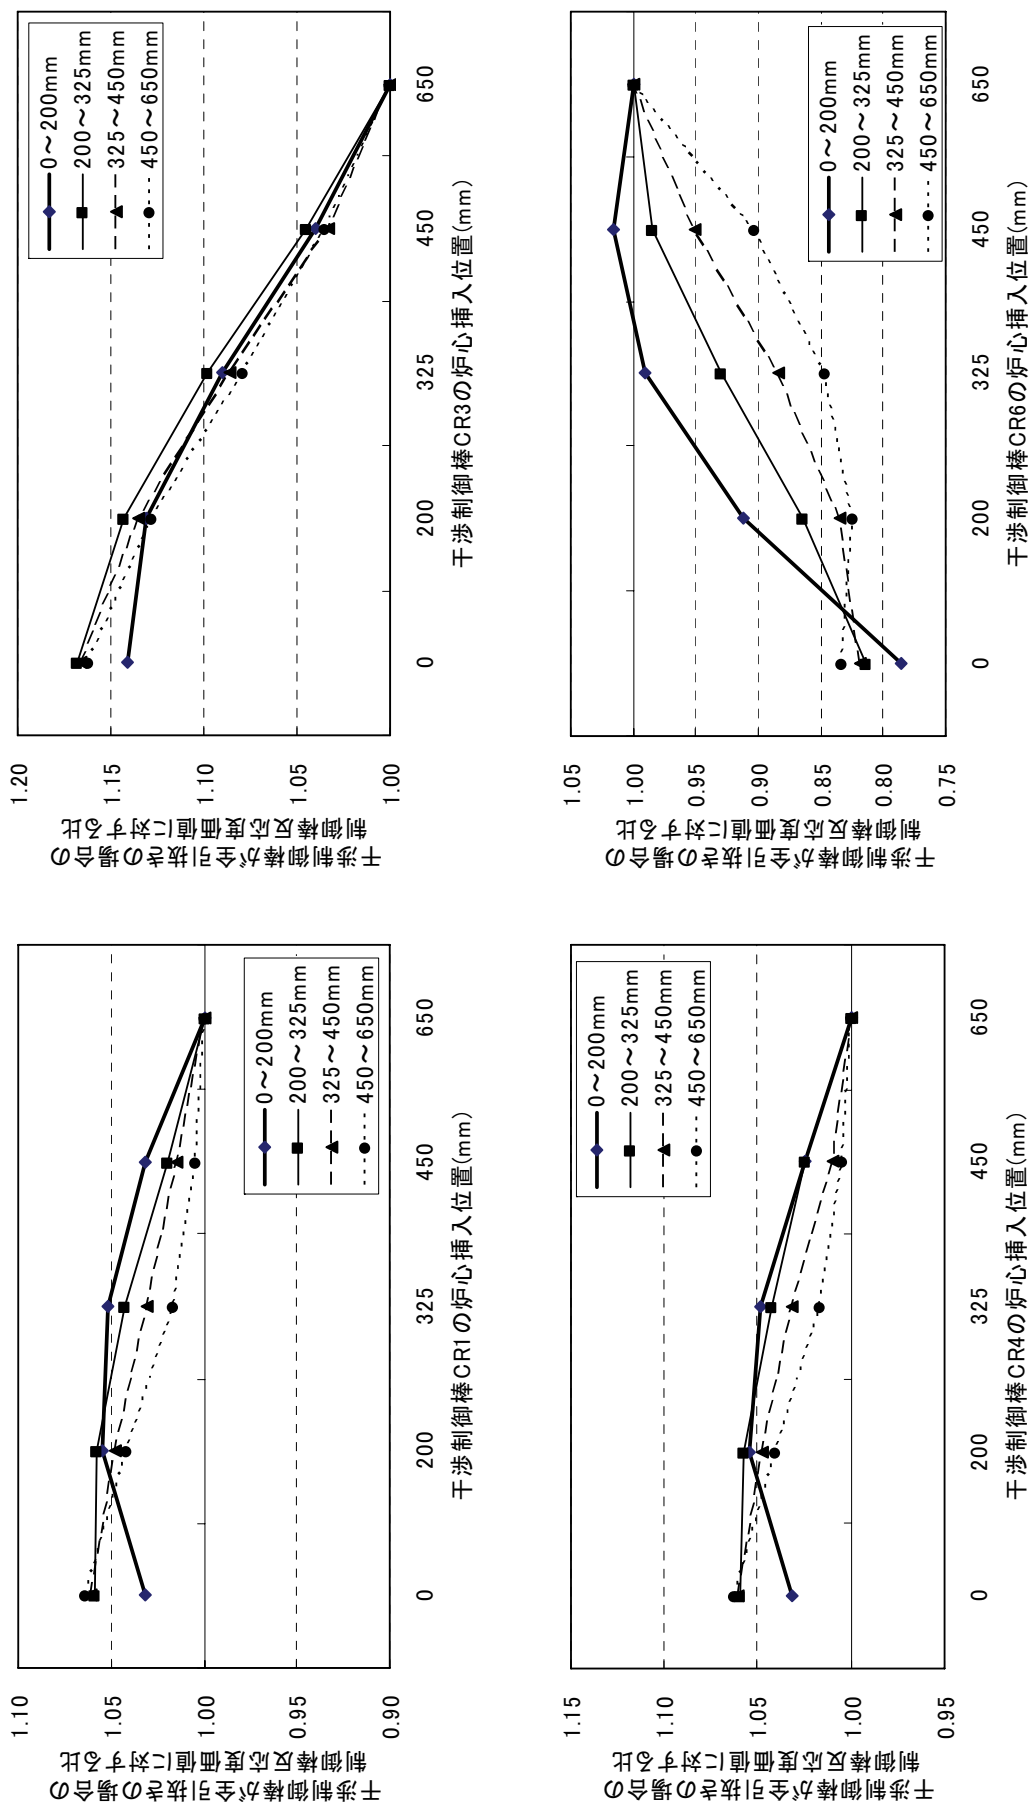 干渉制御棒が全引抜きの場合の
制御棒反応度価値に対する比
1.10
1.05
1.00
0.95
0.90
0～200mm
200～325mm
325～450mm
450～650mm
0 200 325 450 650
干渉制御棒CR1の炉心挿入位置(mm)
干渉制御棒が全引抜きの場合の
制御棒反応度価値に対する比
1.20
1.15
1.10
1.05
1.00
0～200mm
200～325mm
325～450mm
450～650mm
0 200 325 450 650
干渉制御棒CR3の炉心挿入位置(mm)
干渉制御棒が全引抜きの場合の
制御棒反応度価値に対する比
1.15
1.10
1.05
1.00
0.95
0～200mm
200～325mm
325～450mm
450～650mm
0 200 325 450 650
干渉制御棒CR4の炉心挿入位置(mm)
干渉制御棒が全引抜きの場合の
制御棒反応度価値に対する比
1.05
1.00
0.95
0.90
0.85
0.80
0.75
0～200mm
200～325mm
325～450mm
450～650mm
0 200 325 450 650
干渉制御棒CR6の炉心挿入位置(mm)